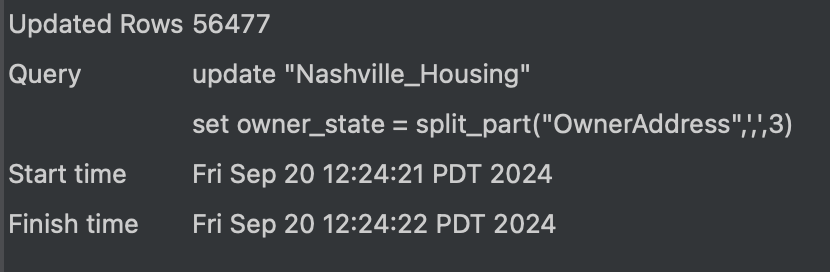 Updated Rows 56477
Query update "Nashville_Housing"
set owner_state = split_part("OwnerAddress",',',3)
Start time Fri Sep 20 12:24:21 PDT 2024
Finish time Fri Sep 20 12:24:22 PDT 2024